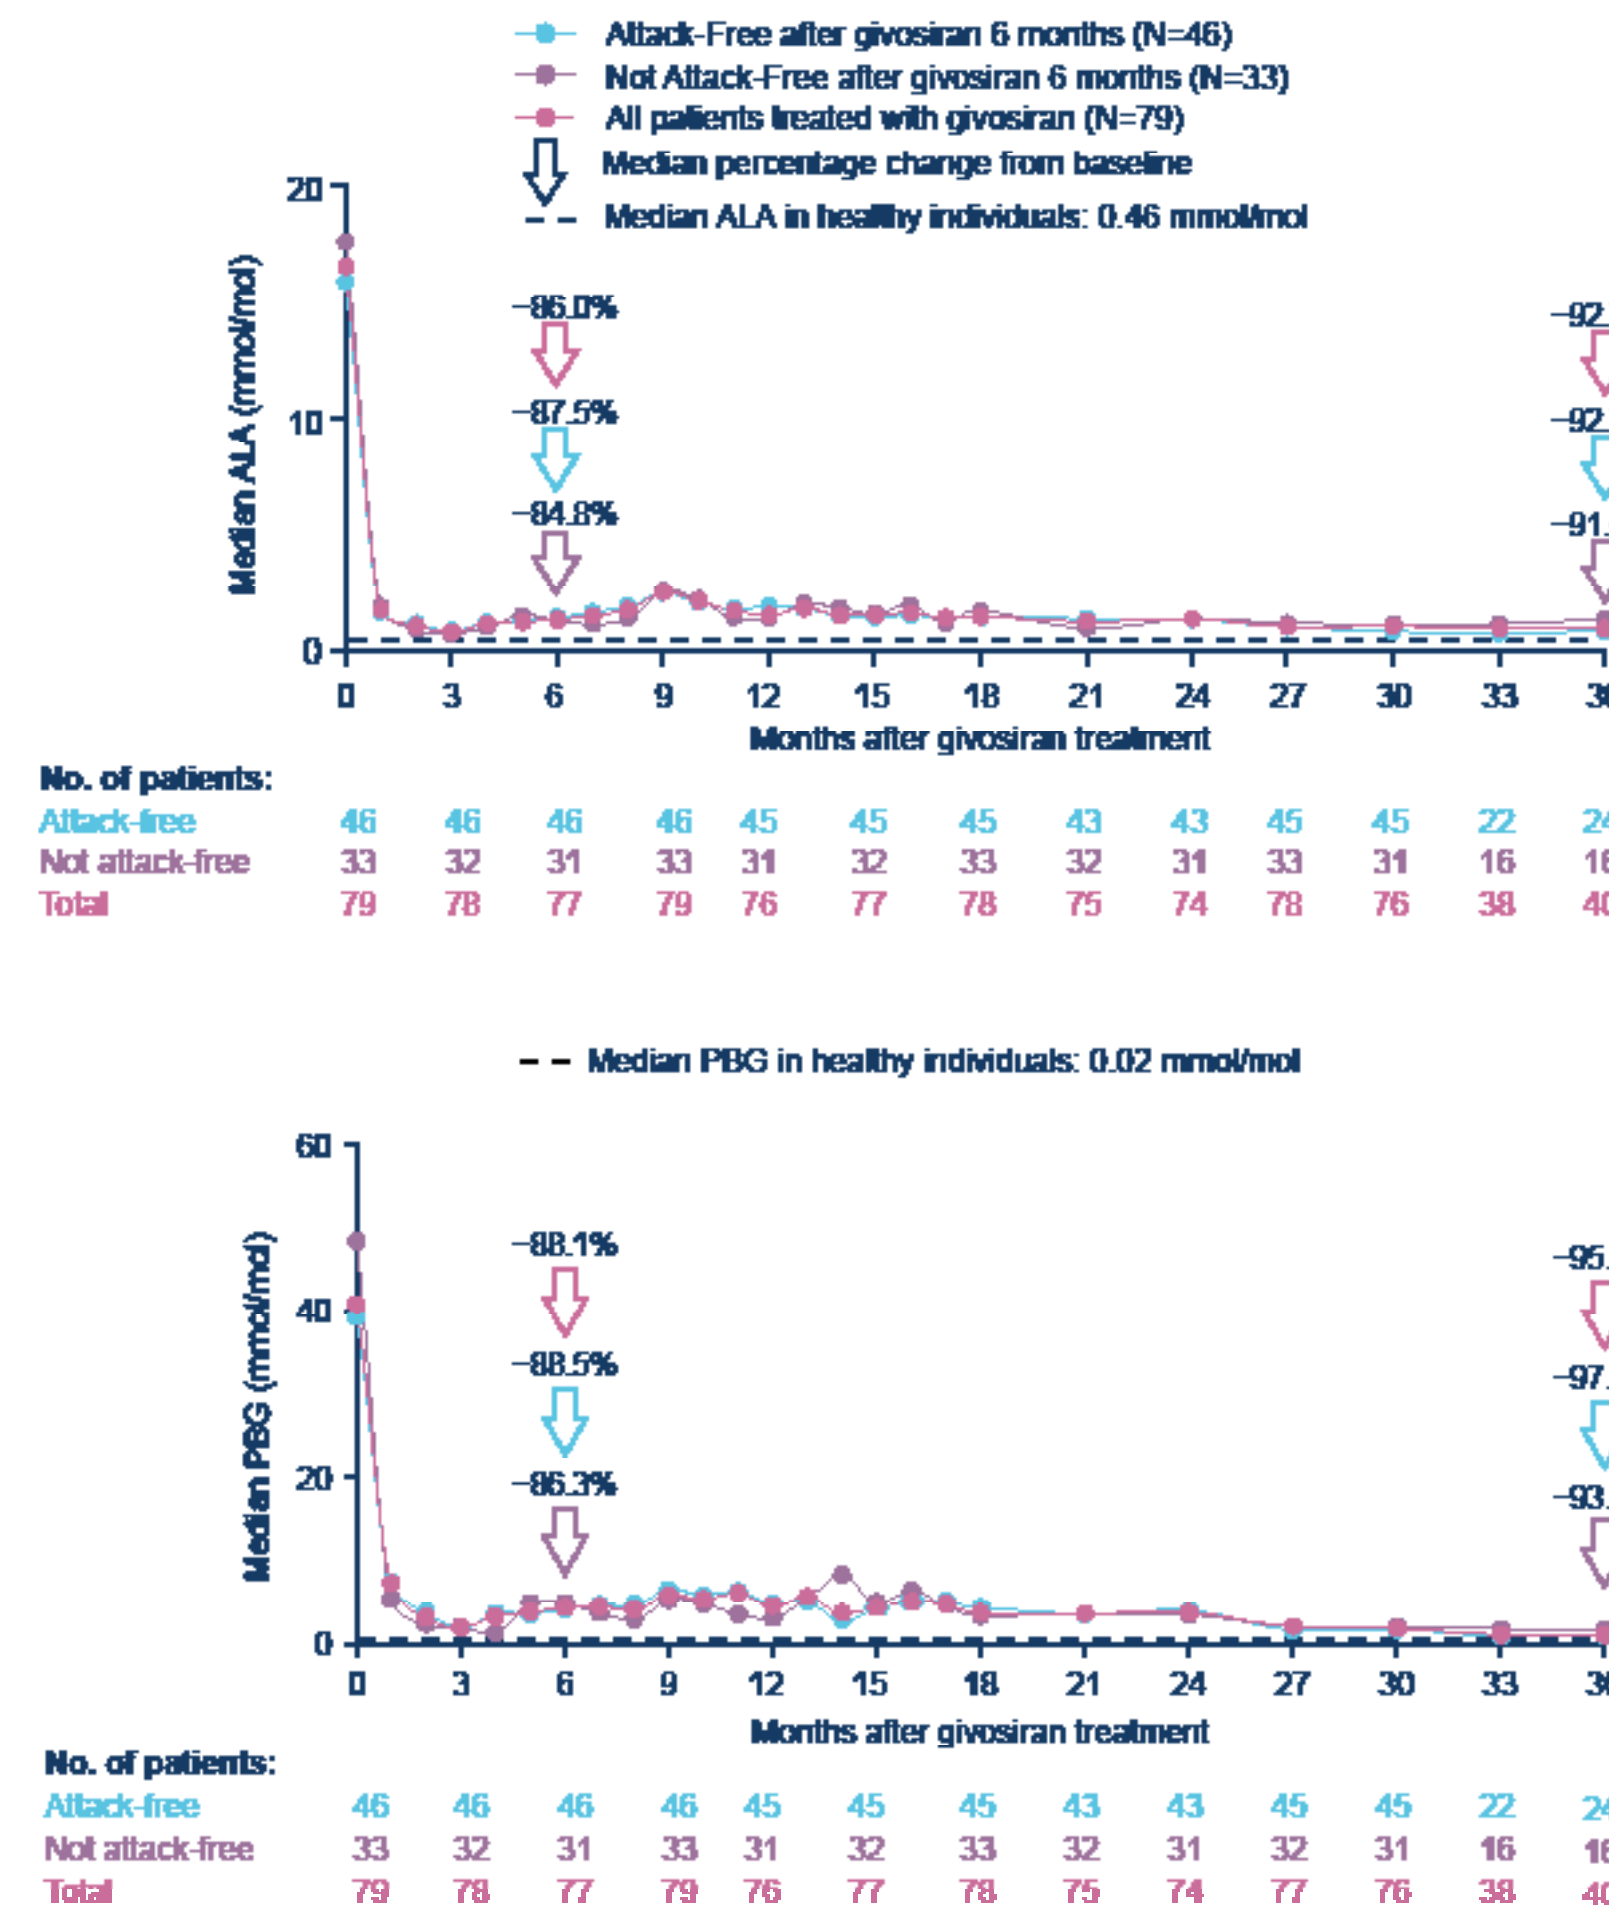 Attack-Free after givosiran 6 months (N=46)
Not Attack-Free after givosiran 6 months (N=33)
All patients treated with givosiran (N=79)
Median percentage change from baseline
Median ALA in healthy individuals: 0.46 mmol/mol
Median ALA (mmol/mol)
20
10
0
−86.0%
−87.5%
−84.8%
−92.
−92.
−91.
0 3 6 9 12 15 18 21 24 27 30 33
Months after givosiran treatment
No. of patients:
Attack-free 46 46 46 46 45 45 45 43 43 45 45 22 24
Not attack-free 33 32 31 33 31 32 33 32 31 33 31 16
Total 79 78 77 79 76 77 78 75 74 78 76 38 40
Median PBG in healthy individuals: 0.02 mmol/mol
Median PBG (mmol/mol)
60
40
20
0
−88.1%
−88.5%
−86.3%
−95.
−97.
−93.
0 3 6 9 12 15 18 21 24 27 30 33
Months after givosiran treatment
No. of patients:
Attack-free 46 46 46 46 45 45 45 43 43 45 45 22 24
Not attack-free 33 32 31 33 31 32 33 32 31 32 31 16
Total 79 78 77 79 76 77 78 75 74 77 76 38 40